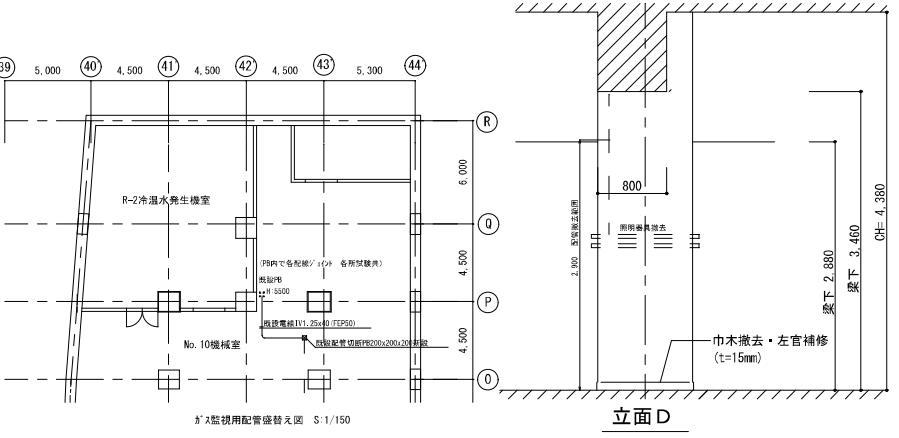 39 40' 41' 42' 43' 44'
5,000 4,500 4,500 4,500 5,300
R
6,000
R-2冷温水発生機室
Q
(PB内で各配線ｼﾞｮｲﾝﾄ 各所試験共)
4,500
既設PB
H:5500
P
既設電線IV1.25x40(FEP50)
4,500
No.10機械室
既設配管切断PB200x200x200新設
O
ｶﾞｽ監視用配管盛替え図 S:1/150
800
2,900 配管撤去範囲
照明器具撤去
梁下 2,880
梁下 3,460
CH= 4,380
巾木撤去・左官補修
(t=15mm)
立面D